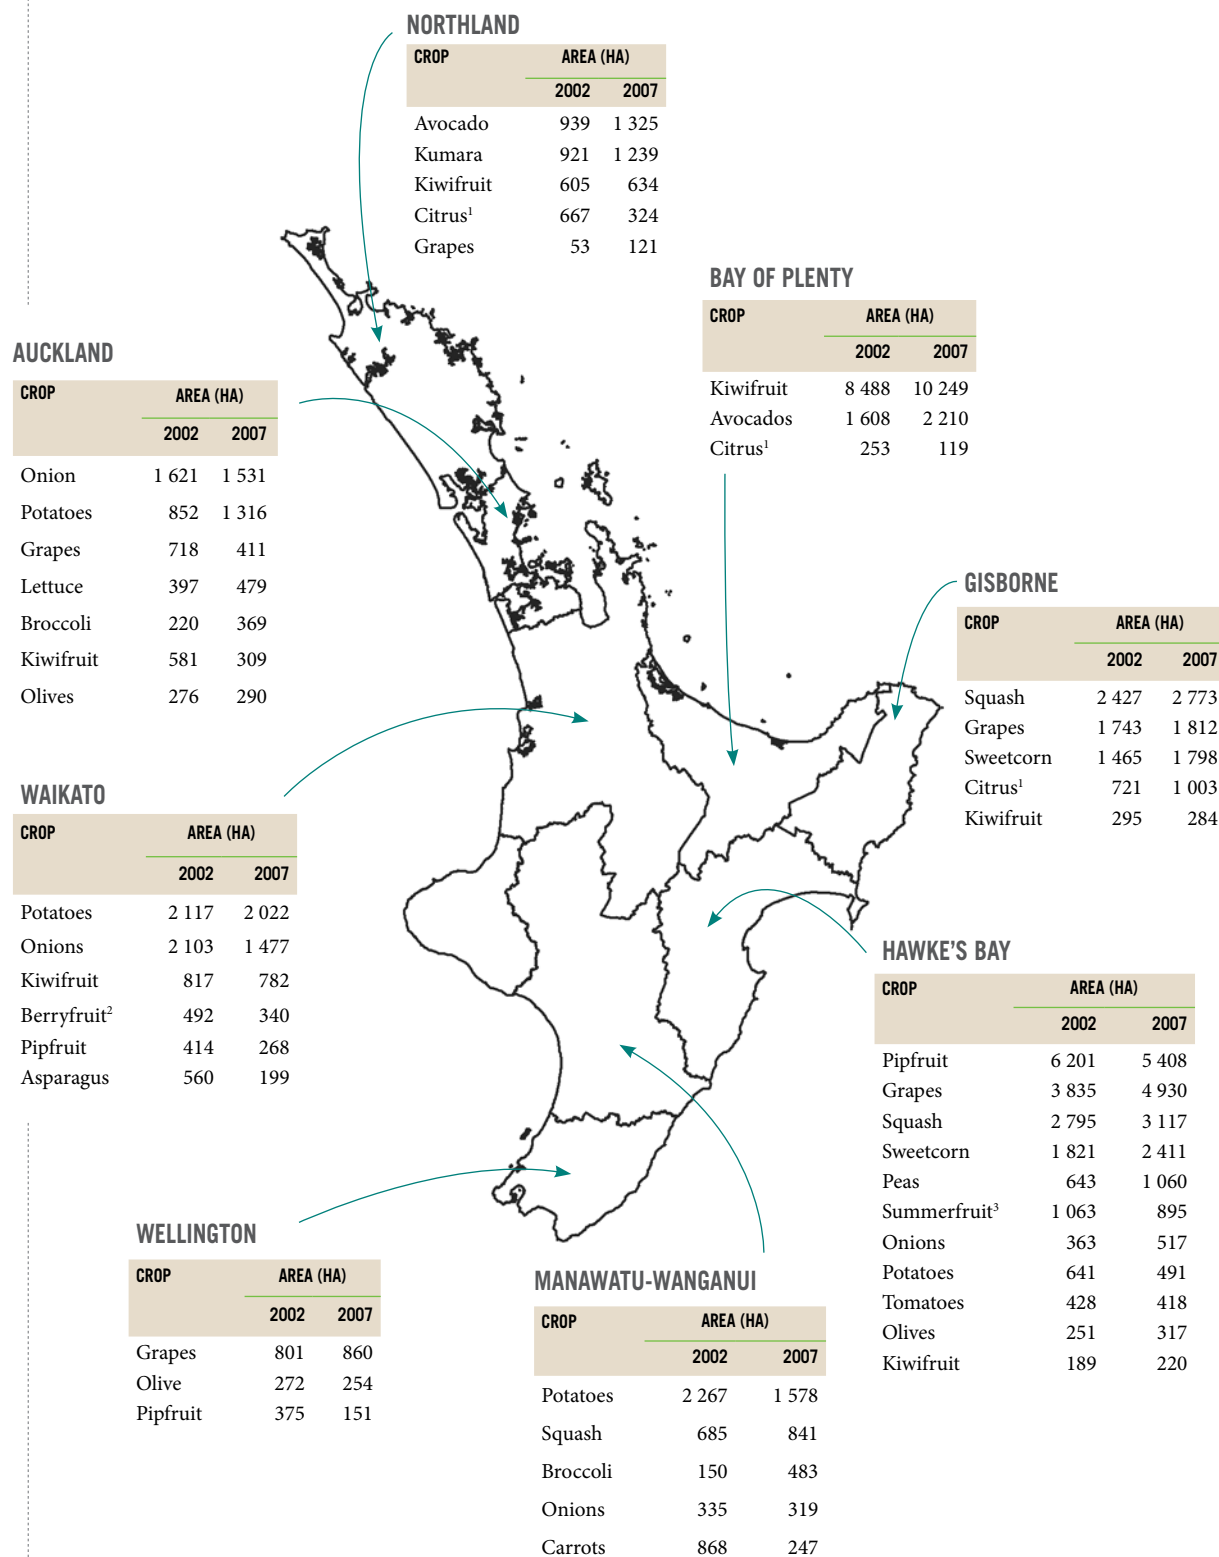 NORTHLAND
CROP AREA (HA)
2002 2007
Avocado 939 1 325
Kumara 921 1 239
Kiwifruit 605 634
Citrus¹ 667 324
Grapes 53 121
BAY OF PLENTY
CROP AREA (HA)
2002 2007
Kiwifruit 8 488 10 249
Avocados 1 608 2 210
Citrus¹ 253 119
AUCKLAND
CROP AREA (HA)
2002 2007
Onion 1 621 1 531
Potatoes 852 1 316
Grapes 718 411
Lettuce 397 479
Broccoli 220 369
Kiwifruit 581 309
Olives 276 290
GISBORNE
CROP AREA (HA)
2002 2007
Squash 2 427 2 773
Grapes 1 743 1 812
Sweetcorn 1 465 1 798
Citrus¹ 721 1 003
Kiwifruit 295 284
WAIKATO
CROP AREA (HA)
2002 2007
Potatoes 2 117 2 022
Onions 2 103 1 477
Kiwifruit 817 782
Berryfruit² 492 340
Pipfruit 414 268
Asparagus 560 199
HAWKE'S BAY
CROP AREA (HA)
2002 2007
Pipfruit 6 201 5 408
Grapes 3 835 4 930
Squash 2 795 3 117
Sweetcorn 1 821 2 411
Peas 643 1 060
Summerfruit³ 1 063 895
Onions 363 517
Potatoes 641 491
Tomatoes 428 418
Olives 251 317
Kiwifruit 189 220
WELLINGTON
CROP AREA (HA)
2002 2007
Grapes 801 860
Olive 272 254
Pipfruit 375 151
MANAWATU-WANGANUI
CROP AREA (HA)
2002 2007
Potatoes 2 267 1 578
Squash 685 841
Broccoli 150 483
Onions 335 319
Carrots 868 247